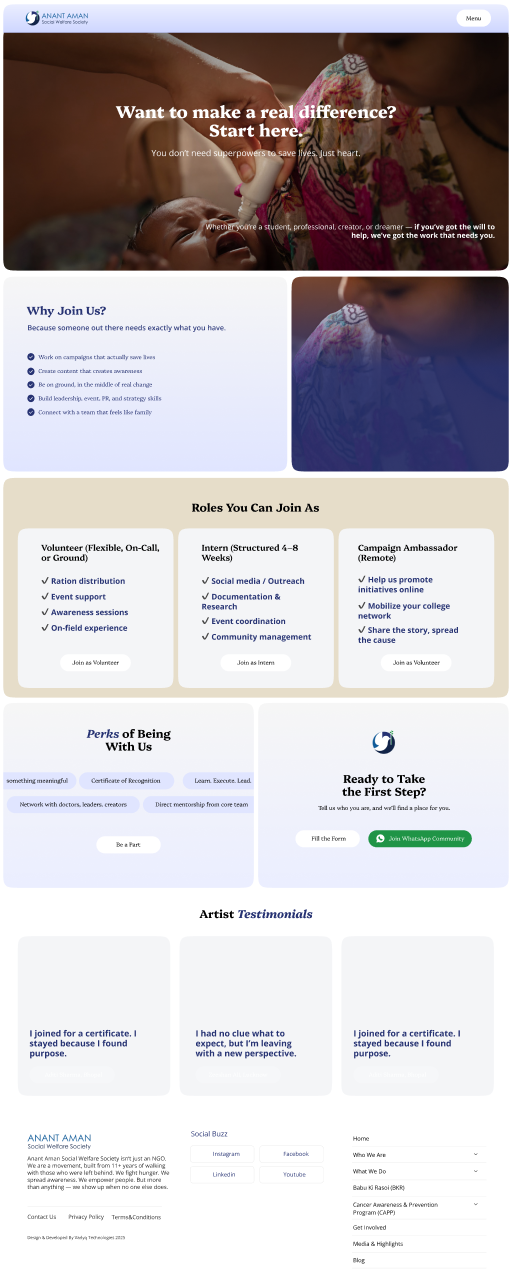 ANANT AMAN
Social Welfare Society
Menu
Want to make a real difference?
Start here.
You don't need superpowers to save lives. Just heart.
Whether you're a student, professional, creator, or dreamer — if you've got the will to
help, we've got the work that needs you.
Why Join Us?
Because someone out there needs exactly what you have.
Work on campaigns that actually save lives
Create content that creates awareness
Be on ground, in the middle of real change
Build leadership, event, PR, and strategy skills
Connect with a team that feels like family
Roles You Can Join As
Volunteer (Flexible, On-Call,
or Ground)
✓ Ration distribution
✓ Event support
✓ Awareness sessions
✓ On-field experience
Join as Volunteer
Intern (Structured 4–8
Weeks)
✓ Social media / Outreach
✓ Documentation &
Research
✓ Event coordination
✓ Community management
Join as Intern
Campaign Ambassador
(Remote)
✓ Help us promote
initiatives online
✓ Mobilize your college
network
✓ Share the story, spread
the cause
Join as Volunteer
Perks of Being
With Us
something meaningful
Certificate of Recognition
Learn. Execute. Lead.
Network with doctors, leaders, creators
Direct mentorship from core team
Be a Part
Ready to Take
the First Step?
Tell us who you are, and we'll find a place for you.
Fill the Form
Join WhatsApp Community
Artist Testimonials
I joined for a certificate. I
stayed because I found
purpose.
I had no clue what to
expect, but I'm leaving
with a new perspective.
I joined for a certificate. I
stayed because I found
purpose.
ANANT AMAN
Social Welfare Society
Anant Aman Social Welfare Society isn't just an NGO.
We are a movement, built from 11+ years of walking
with those who were left behind. We fight hunger. We
spread awareness. We empower people. But more
than anything — we show up when no one else does.
Contact Us
Privacy Policy
Terms&Conditions
Design & Developed By Vastyq Technologies 2025
Social Buzz
Instagram
Facebook
Linkedin
Youtube
Home
Who We Are
What We Do
Babu Ki Rasoi (BKR)
Cancer Awareness & Prevention
Program (CAPP)
Get Involved
Media & Highlights
Blog